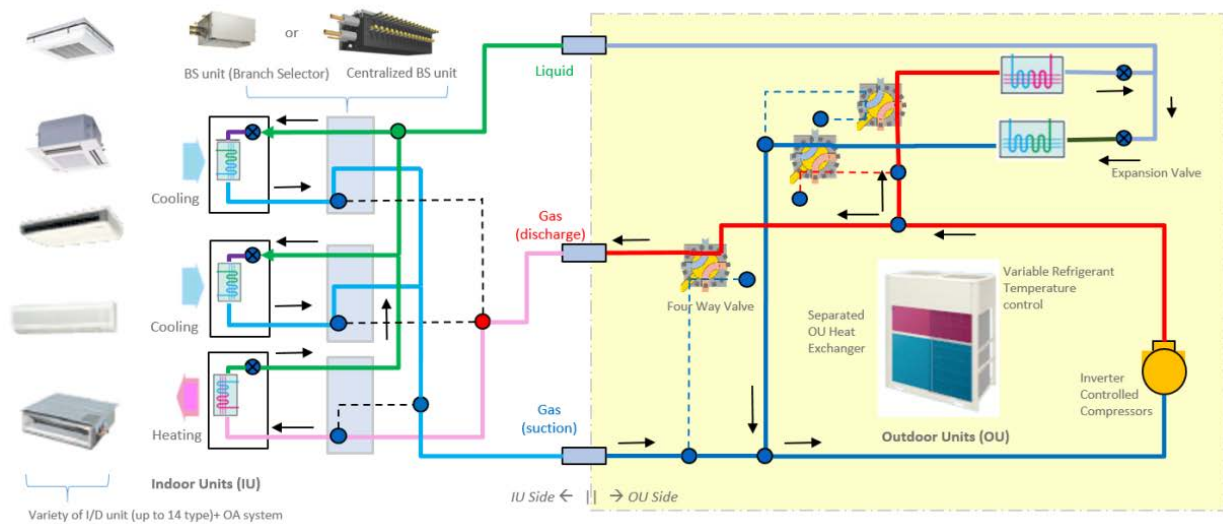 or
BS unit (Branch Selector)
Centralized BS unit
Liquid
Cooling
Expansion Valve
Gas
(discharge)
Variable Refrigerant
Temperature
control
Four Way Valve
Separated
OU Heat
Exchanger
Cooling
Inverter
Controlled
Compressors
Gas
(suction)
Heating
Outdoor Units (OU)
Indoor Units (IU)
IU Side ← || → OU Side
Variety of I/D unit (up to 14 type)+ OA system